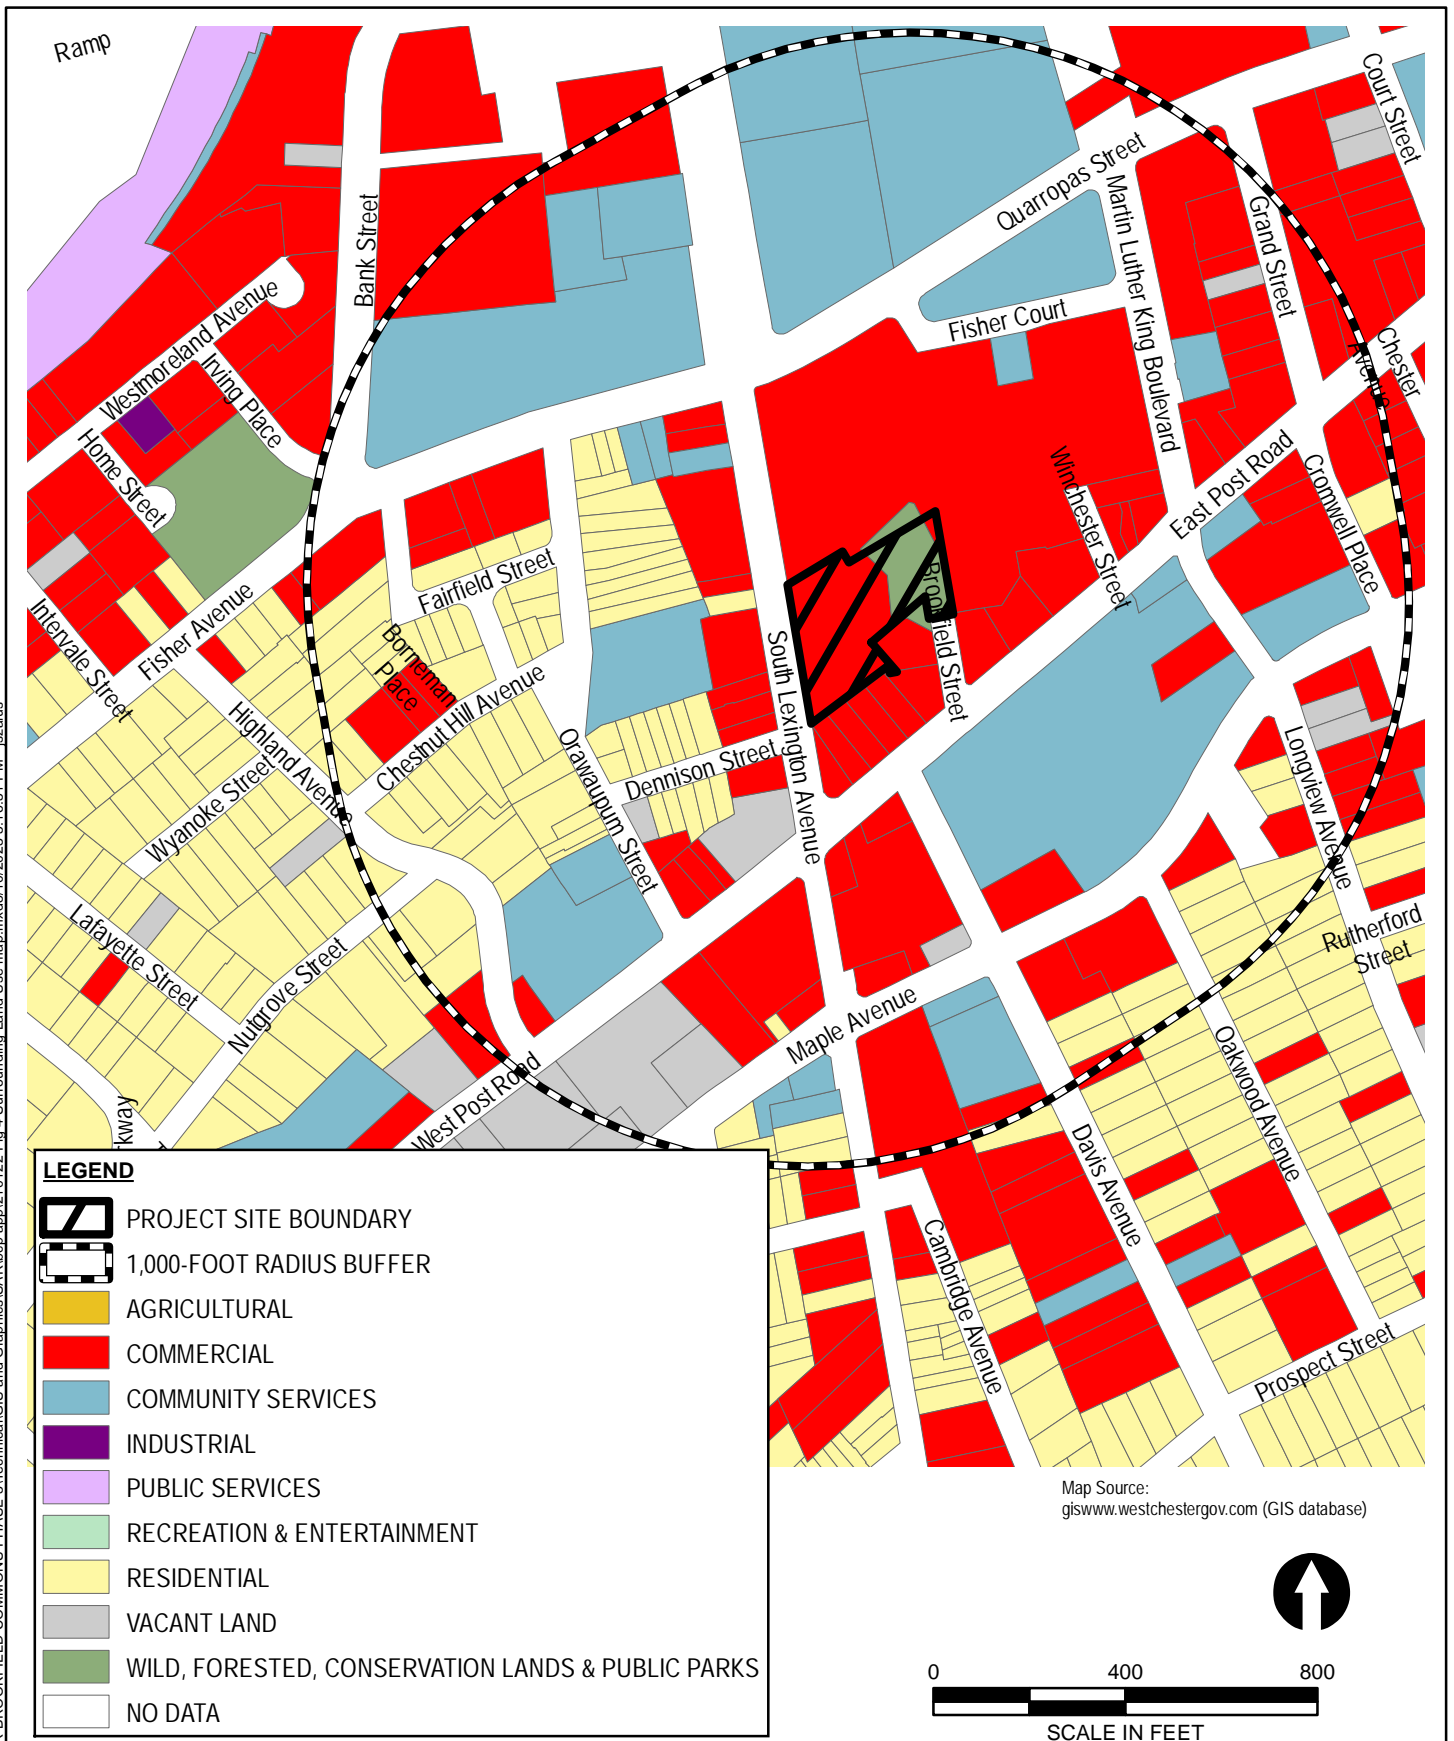 Ramp
Court Street
Quarropas Street
Martin Luther King Boulevard
Grand Street
Bank Street
Fisher Court
Westmoreland Avenue
Irving Place
Chester
Avenue
Home Street
East Post Road
Winchester Street
Cromwell Place
Fairfield Street
Brookfield Street
Intervale Street
Fisher Avenue
Borneman
Place
South Lexington Avenue
Highland Avenue
Chestnut Hill Avenue
Orawaupum Street
Dennison Street
Longview Avenue
Wyanoke Street
Lafayette Street
Rutherford
Street
Nutgrove Street
Maple Avenue
Oakwood Avenue
West Post Road
rkway
Davis Avenue
Cambridge Avenue
Prospect Street
LEGEND
PROJECT SITE BOUNDARY
1,000-FOOT RADIUS BUFFER
AGRICULTURAL
COMMERCIAL
COMMUNITY SERVICES
INDUSTRIAL
PUBLIC SERVICES
RECREATION & ENTERTAINMENT
RESIDENTIAL
VACANT LAND
WILD, FORESTED, CONSERVATION LANDS & PUBLIC PARKS
NO DATA
Map Source:
giswww.westchestergov.com (GIS database)
0 400 800
SCALE IN FEET